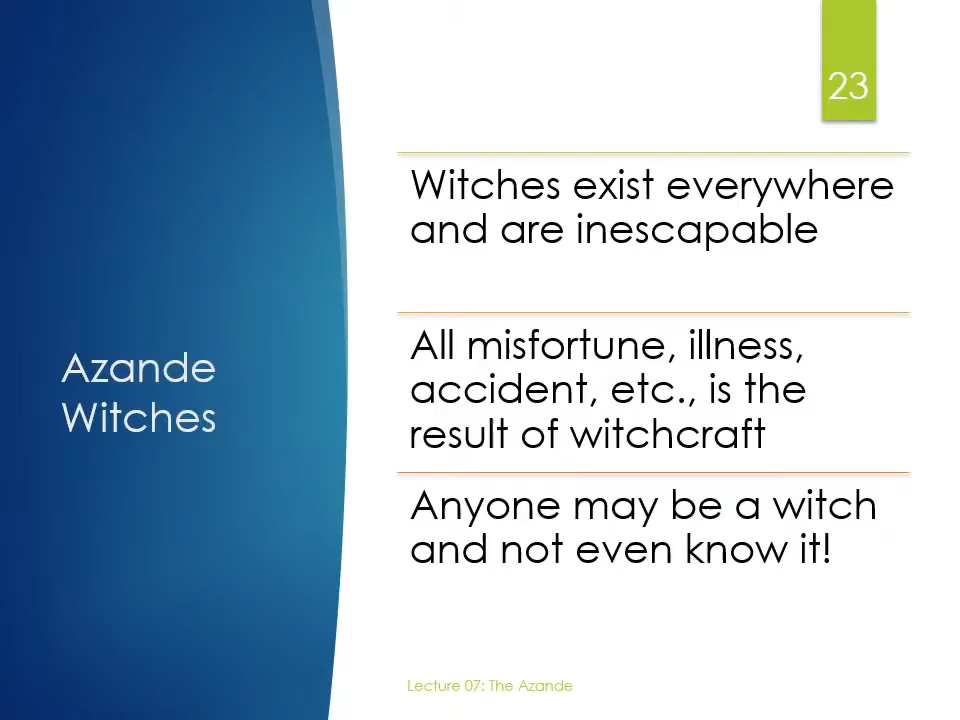 23
Azande
Witches
Witches exist everywhere
and are inescapable
All misfortune, illness,
accident, etc., is the
result of witchcraft
Anyone may be a witch
and not even know it!
Lecture 07: The Azande